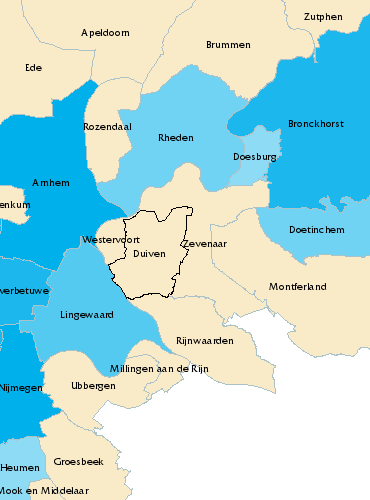 Zutphen
Apeldoorn
Brummen
Ede
Bronckhorst
Rozendaal
Rheden
Doesburg
Arnhem
enkum
Doetinchem
Westervoort
Zevenaar
Duiven
Montferland
verbetuwe
Lingewaard
Rijnwaarden
Millingen aan de Rijn
Nijmegen
Ubbergen
Groesbeek
Heumen
Mook en Middelaar